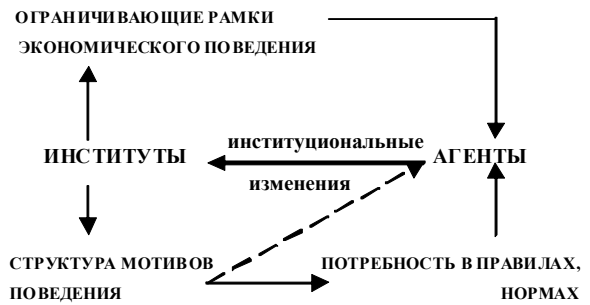 ОГРАНИЧИВАЮЩИЕ РАМКИ
ЭКОНОМИЧЕСКОГО ПОВЕДЕНИЯ
институциональные
ИНСТИТУТЫ
АГЕНТЫ
изменения
СТРУКТУРА МОТИВОВ
ПОВЕДЕНИЯ
ПОТРЕБНОСТЬ В ПРАВИЛАХ,
НОРМАХ